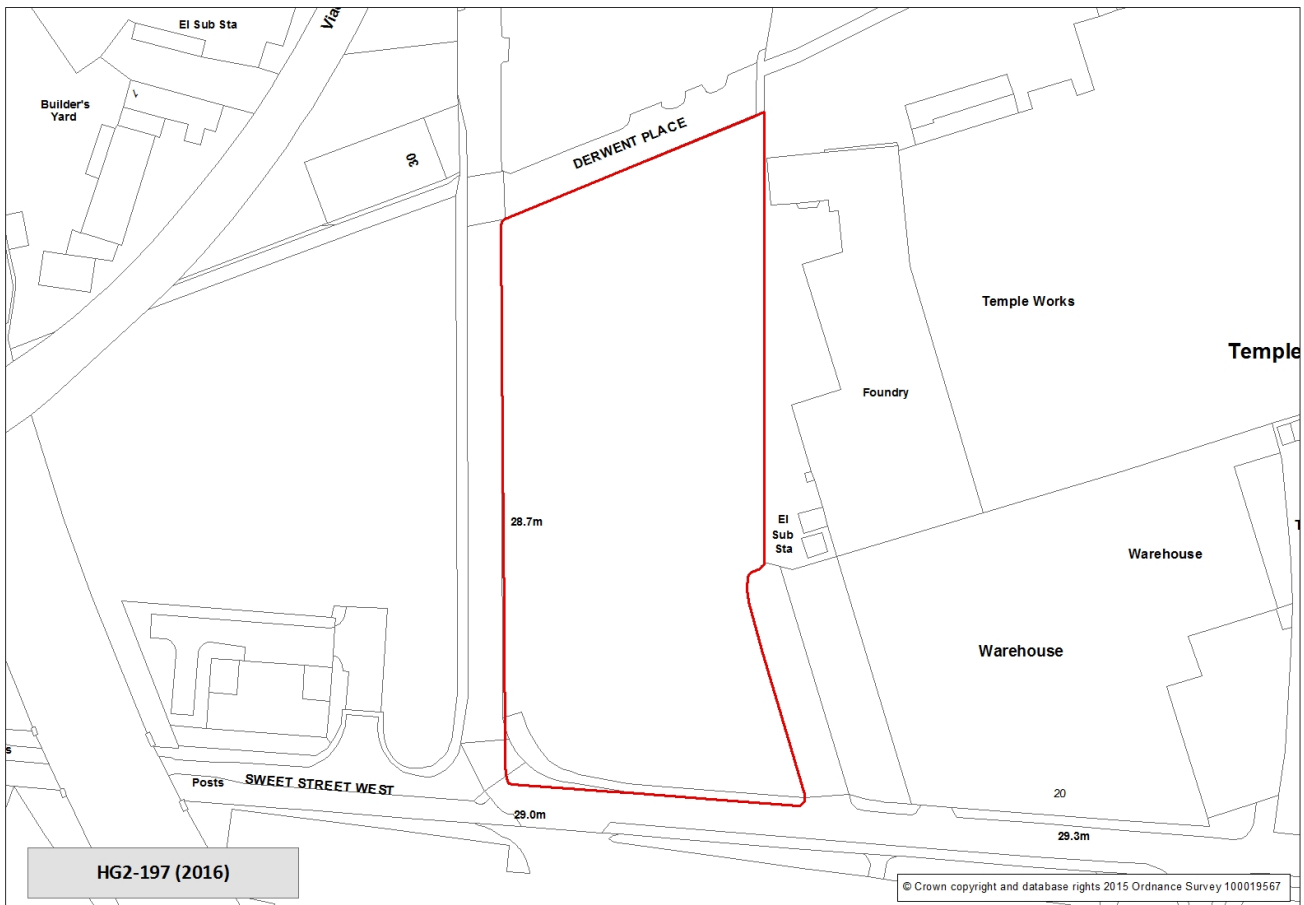 El Sub Sta
Builder's
Yard
30
DERWENT PLACE
Temple Works
Temple
Foundry
28.7m
El
Sub
Sta
Warehouse
Warehouse
Posts
SWEET STREET WEST
29.0m
20
29.3m
HG2-197 (2016)
© Crown copyright and database rights 2015 Ordnance Survey 100019567